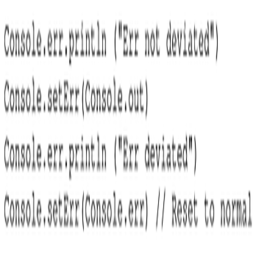 Console.err.println ("Err not deviated")
Console.setErr(Console.out)
Console.err.println ("Err deviated")
Console.setErr(Console.err) // Reset to normal